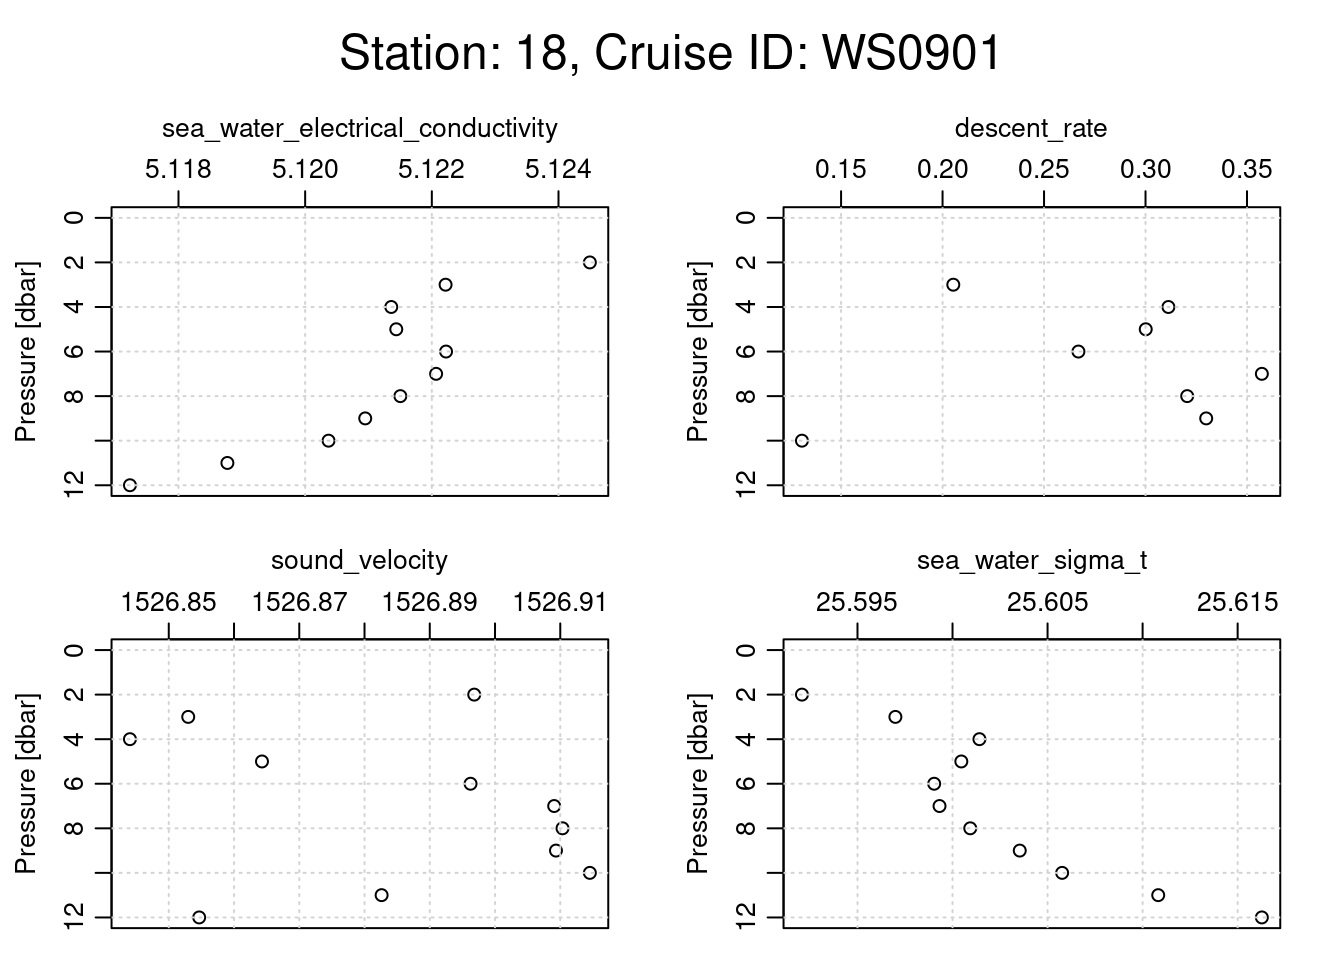 Station: 18, Cruise ID: WS0901
sea_water_electrical_conductivity
5.118 5.120 5.122 5.124
Pressure [dbar]
0 2 4 6 8 12
descent_rate
0.15 0.20 0.25 0.30 0.35
Pressure [dbar]
0 2 4 6 8 12
sound_velocity
1526.85 1526.87 1526.89 1526.91
Pressure [dbar]
0 2 4 6 8 12
sea_water_sigma_t
25.595 25.605 25.615
Pressure [dbar]
0 2 4 6 8 12